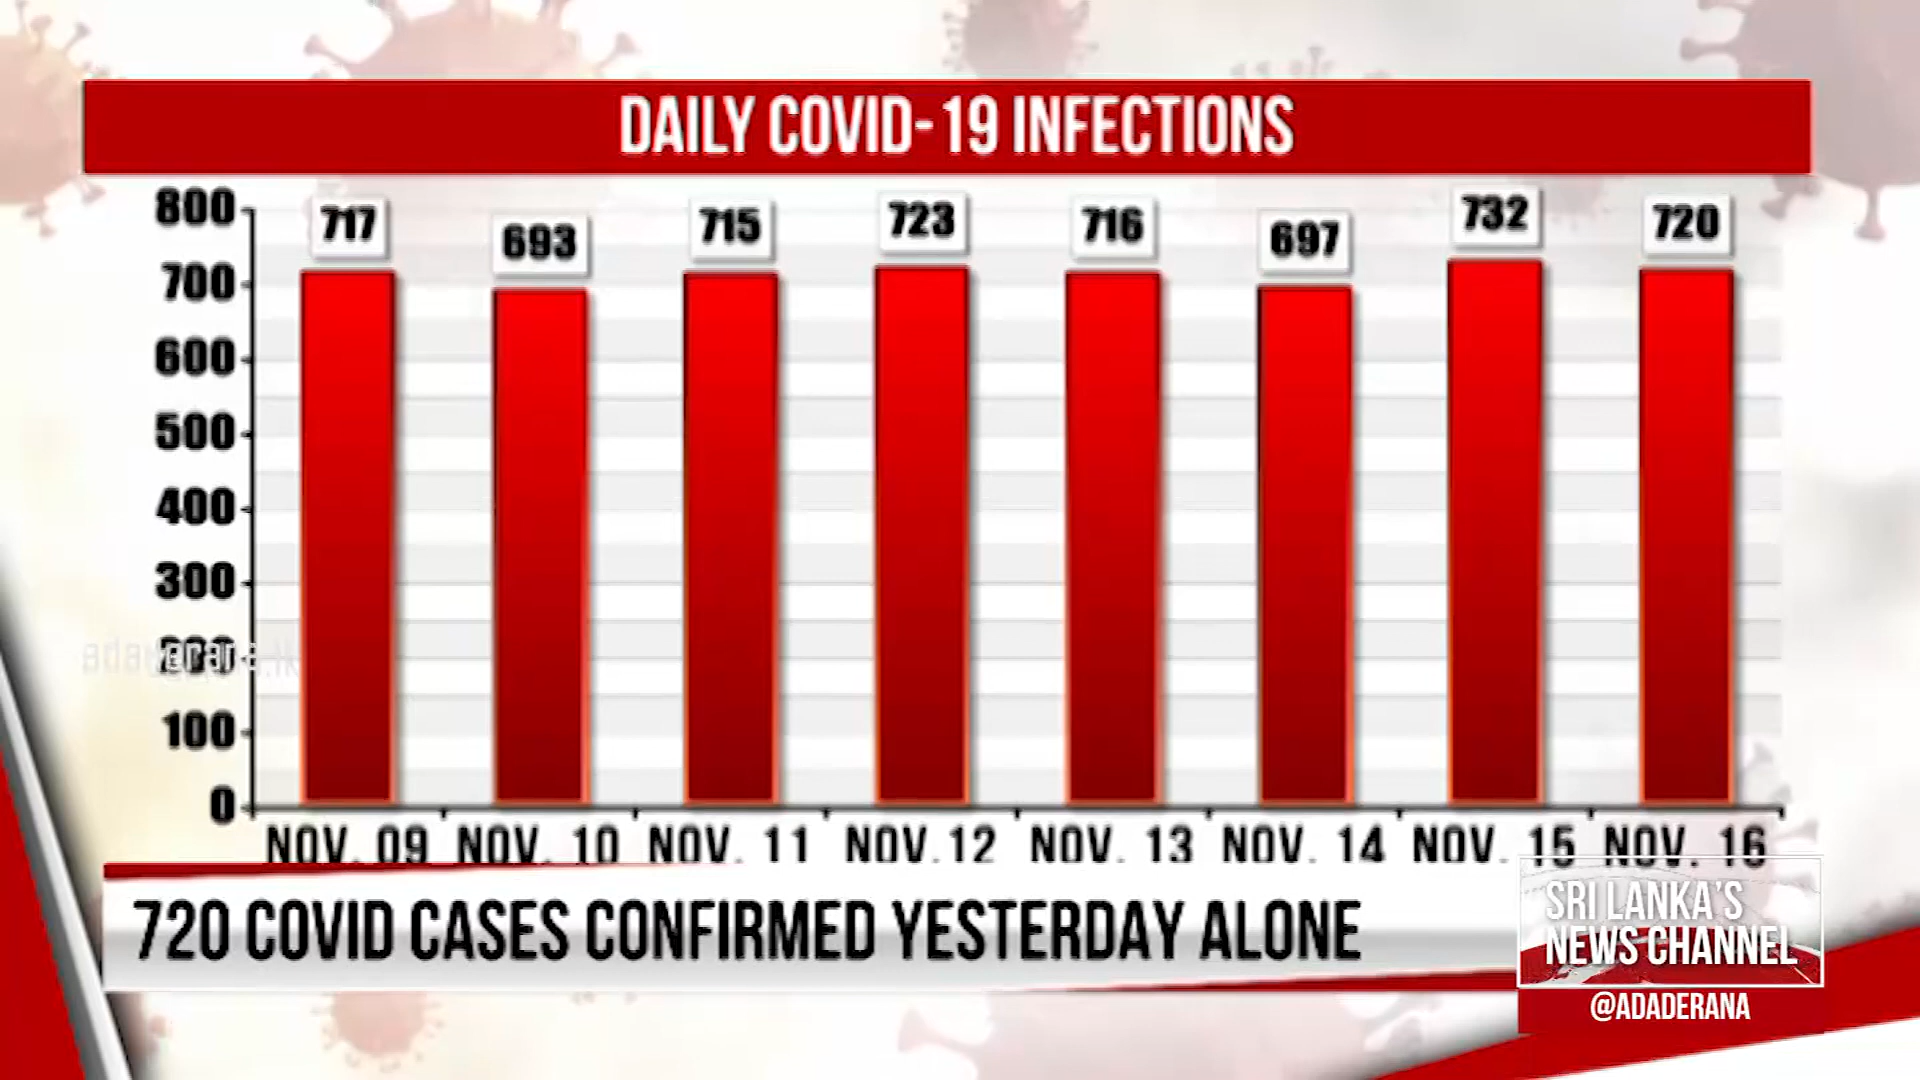 DAILY COVID-19 INFECTIONS
800
700
600
500
400
300
100
0
717
693
715
723
716
697
732
720
NOV. 09
NOV. 10
NOV. 11
NOV.12
NOV. 13
NOV. 14
NOV. 15
NOV. 16
720 COVID CASES CONFIRMED YESTERDAY ALONE
SRI LANKA'S
NEWS CHANNEL
@ADADERANA